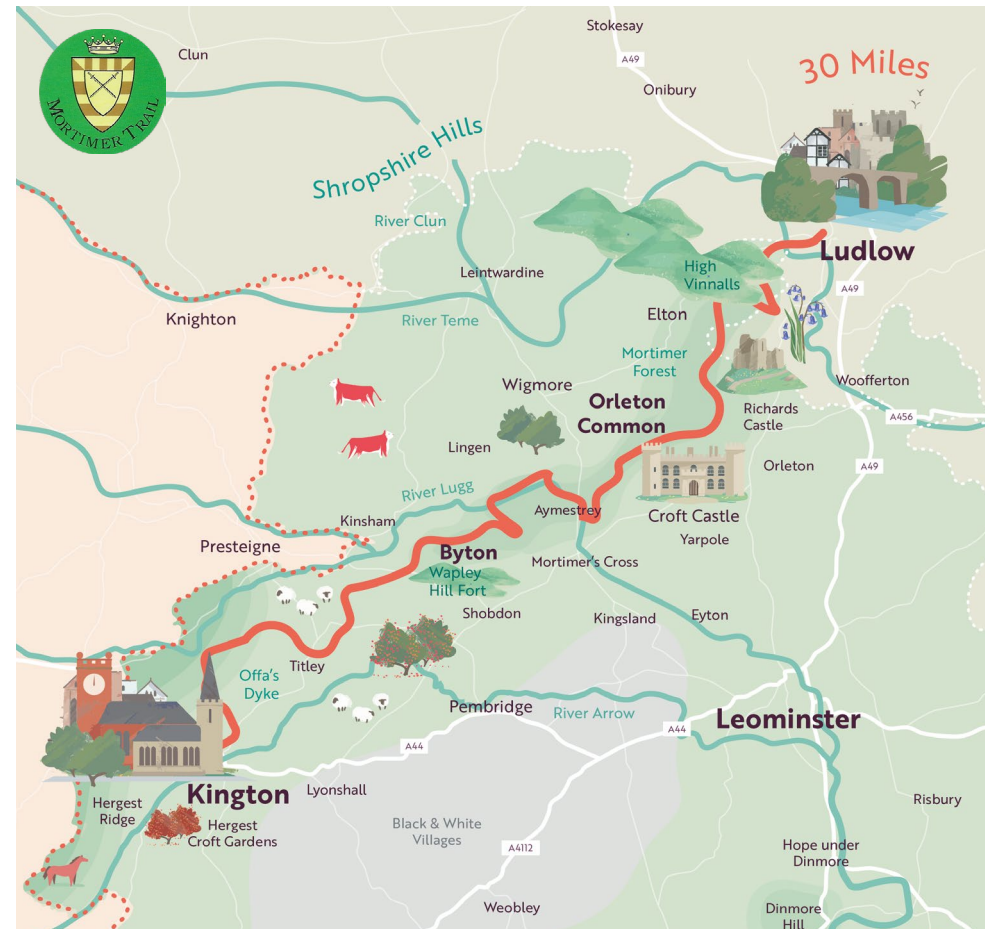 Stokesay
Clun
A49
30 Miles
Onibury
MORTIMER TRAIL
Shropshire Hills
River Clun
Ludlow
High
Vinnalls
Leintwardine
A49
Elton
Knighton
River Teme
Mortimer
Forest
Wigmore
Woofferton
Orleton
Common
Richards
Castle
A456
Lingen
Orleton
A49
River Lugg
Aymestrey
Croft Castle
Kinsham
Yarpole
Presteigne
Byton
Mortimer's Cross
Wapley
Hill Fort
Shobdon
Kingsland
Eyton
Titley
Offa's
Dyke
Pembridge
River Arrow
Leominster
A44
A44
Kington
Lyonshall
Risbury
Hergest
Ridge
Hergest
Croft Gardens
Black & White
Villages
A4112
Hope under
Dinmore
Weobley
Dinmore
Hill